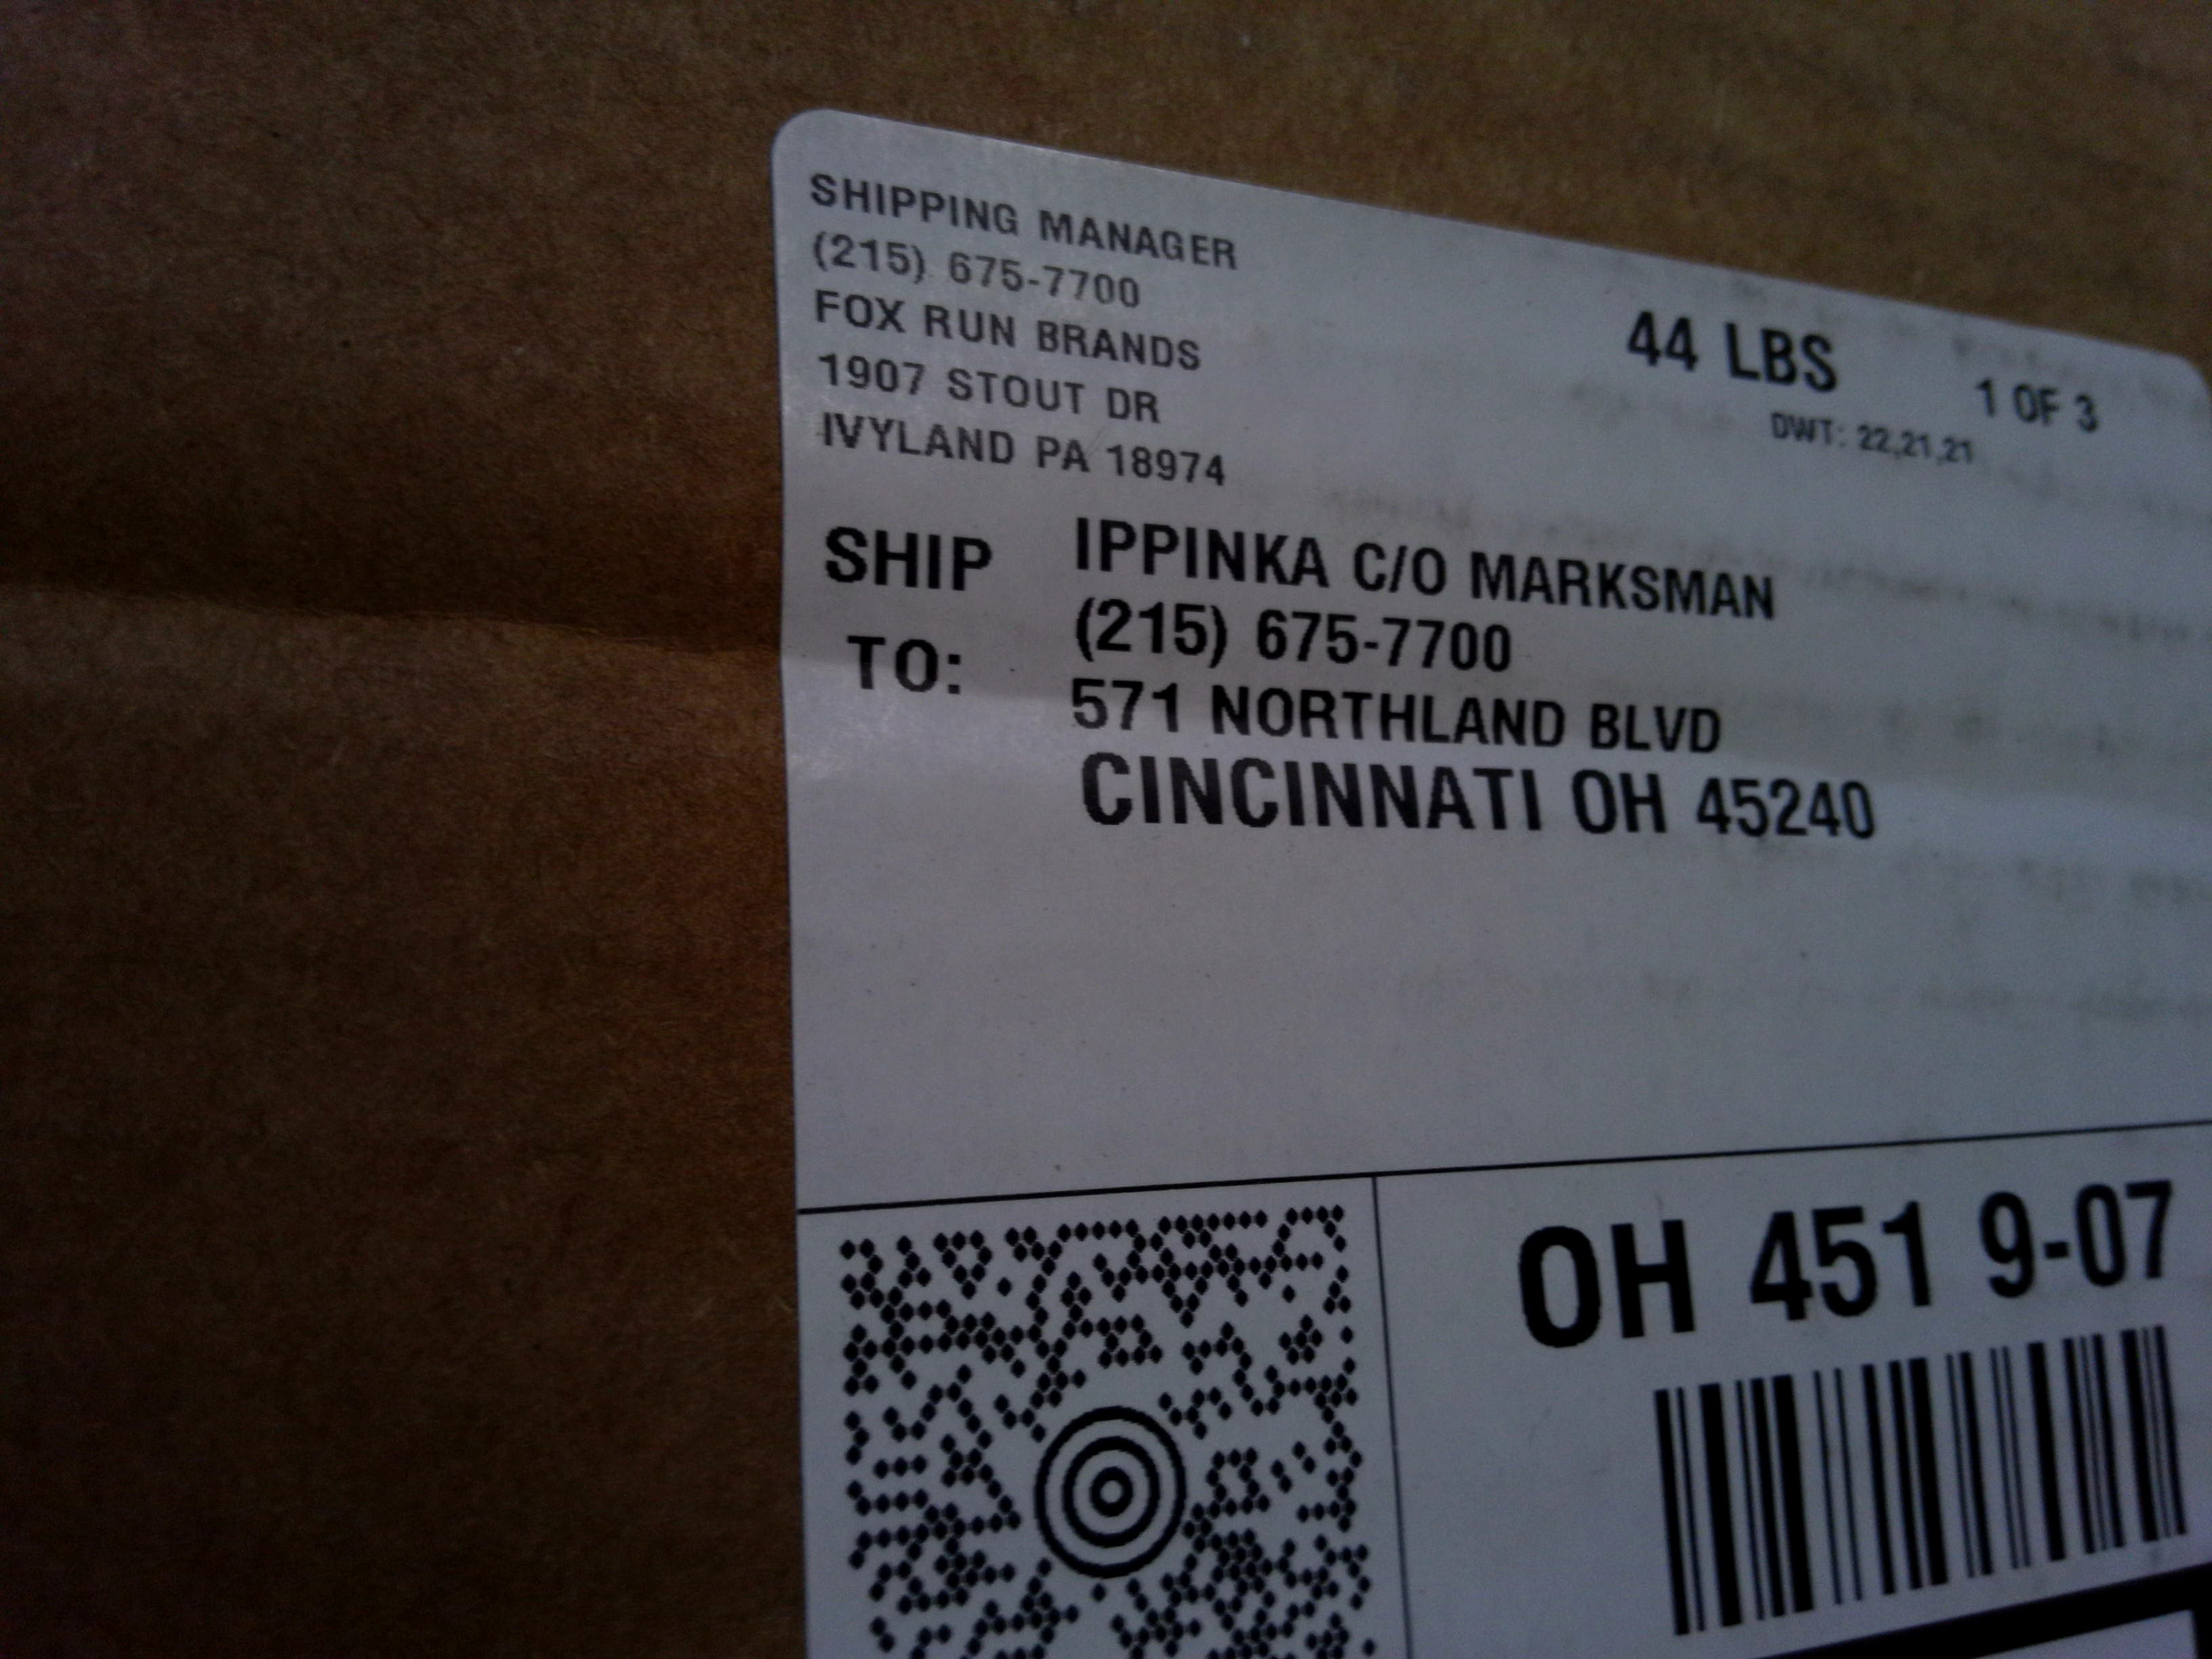 SHIPPING MANAGER
(215) 675-7700
FOX RUN BRANDS
1907 STOUT DR
IVYLAND PA 18974
44 LBS
1 OF 3
DWT: 22,21,21
SHIP TO:
IPPINKA C/O MARKSMAN
(215) 675-7700
571 NORTHLAND BLVD
CINCINNATI OH 45240
OH 451 9-07